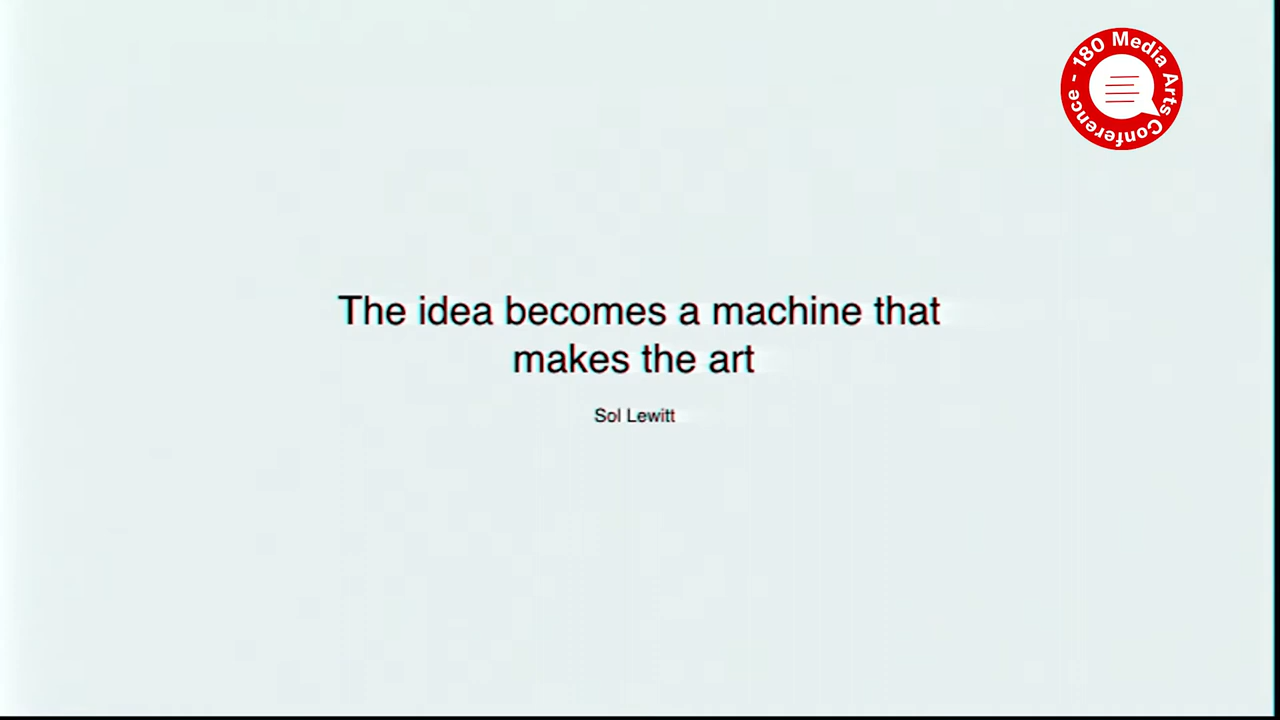 180 Media Arts Conference -
The idea becomes a machine that
makes the art
Sol Lewitt